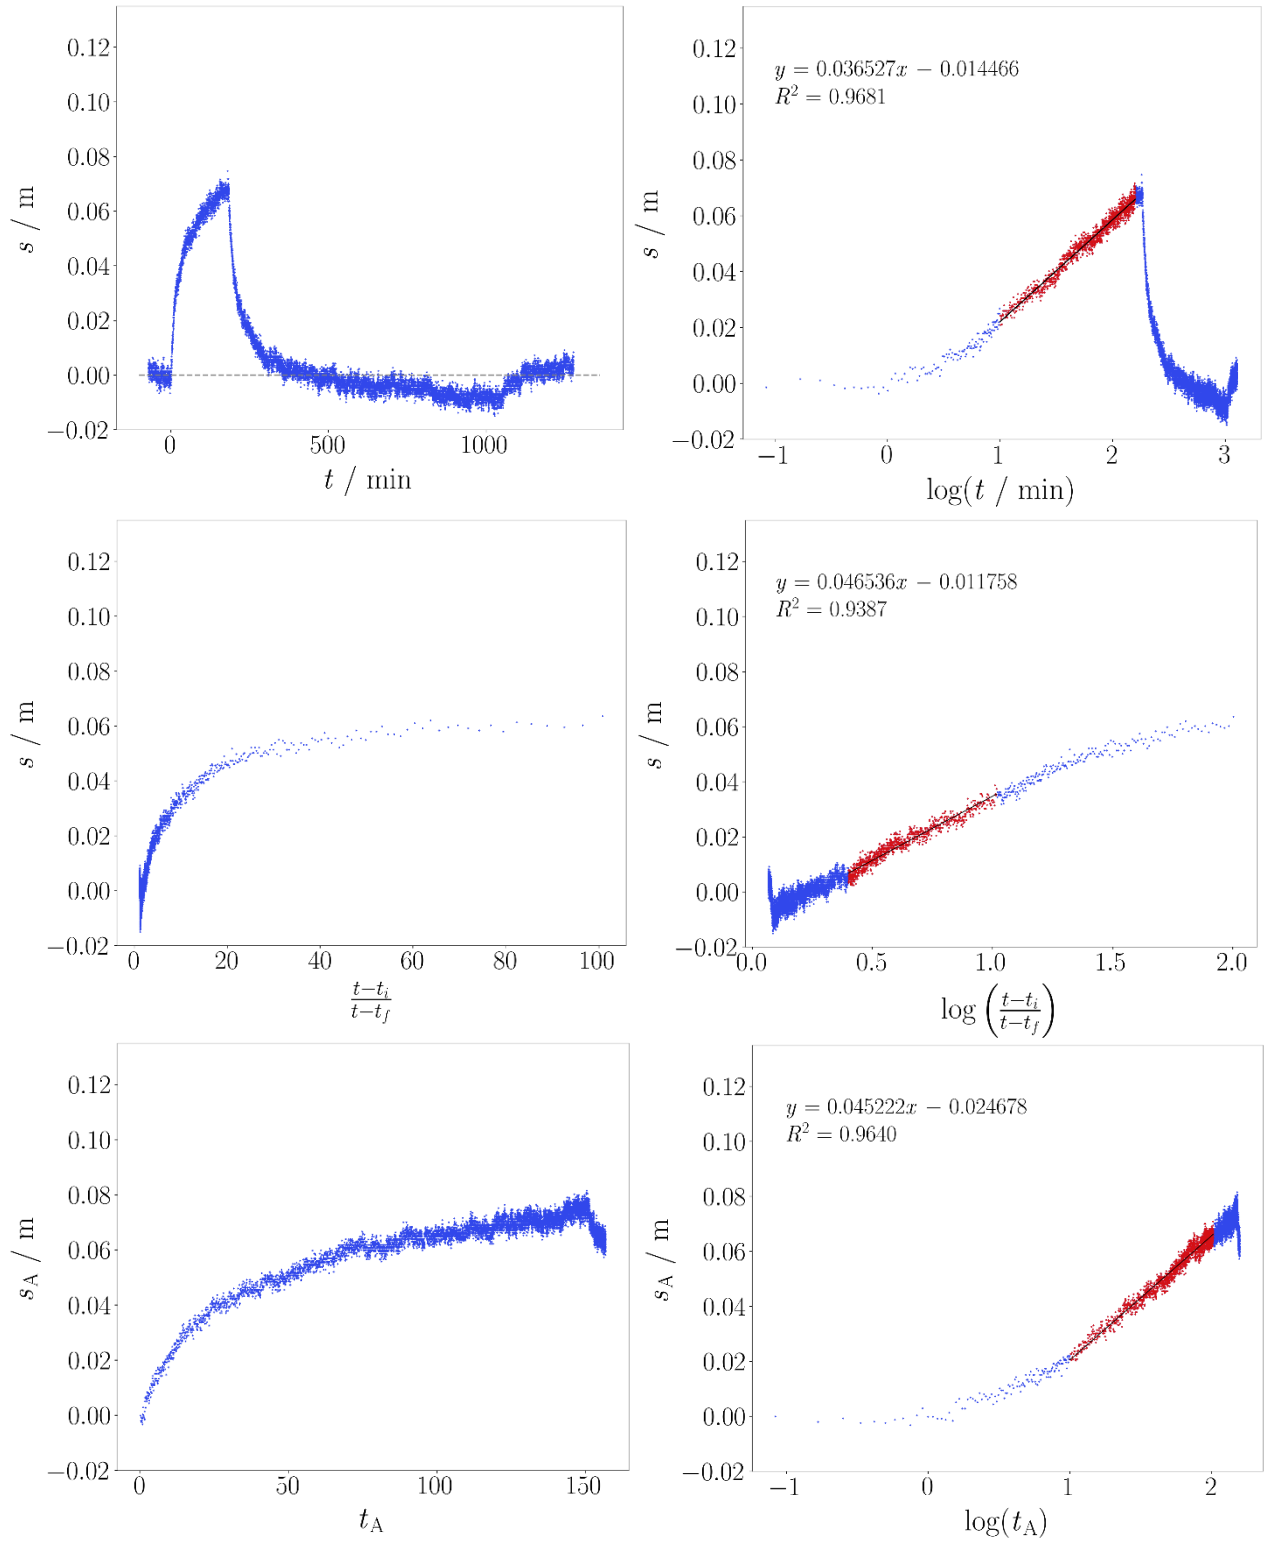 0.12
0.10
0.08
0.06
0.04
0.02
0.00
−0.02
s / m
0 500 1000
t / min
y = 0.036527x − 0.014466
R² = 0.9681
0.12
0.10
0.08
0.06
0.04
0.02
0.00
−0.02
s / m
−1 0 1 2 3
log(t / min)
0.12
0.10
0.08
0.06
0.04
0.02
0.00
−0.02
s / m
0 20 40 60 80 100
t−tᵢ
t−t_f
y = 0.046536x − 0.011758
R² = 0.9387
0.12
0.10
0.08
0.06
0.04
0.02
0.00
−0.02
s / m
0.0 0.5 1.0 1.5 2.0
log (t−tᵢ / t−t_f)
0.12
0.10
0.08
0.06
0.04
0.02
0.00
−0.02
s_A / m
0 50 100 150
t_A
y = 0.045222x − 0.024678
R² = 0.9640
0.12
0.10
0.08
0.06
0.04
0.02
0.00
−0.02
s_A / m
−1 0 1 2
log(t_A)